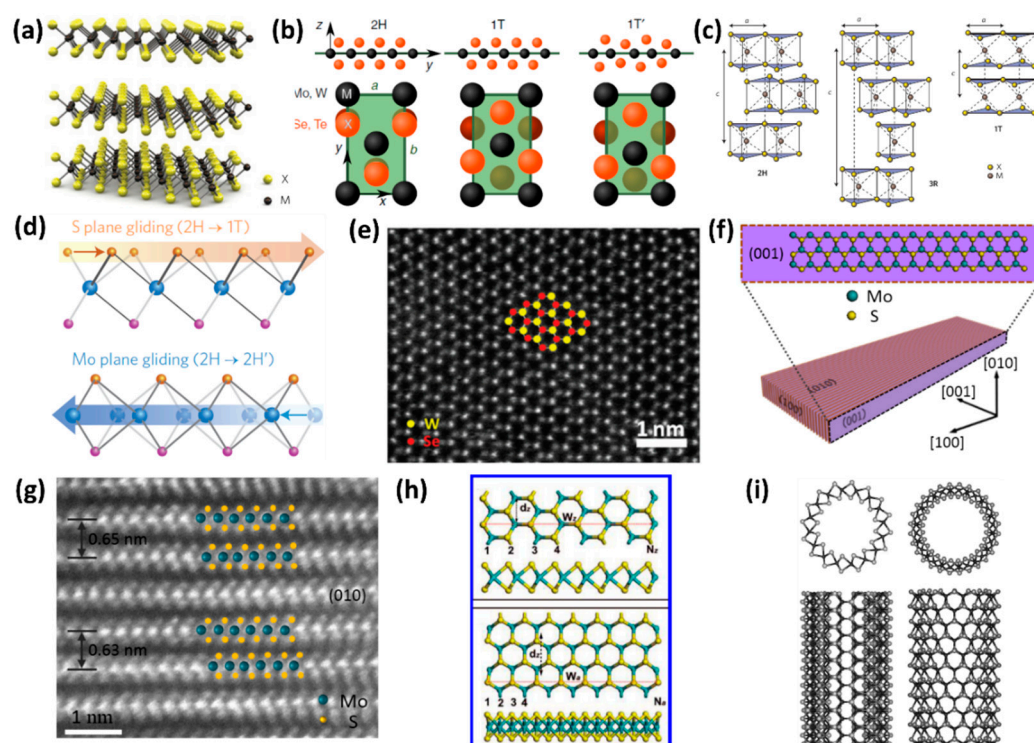 (a)
X
M
(b)
2H
1T
1T′
z
y
Mo, W
Se, Te
M
X
a
b
y
x
(c)
a
a
a
c
c
c
2H
3R
1T
X
M
(d)
S plane gliding (2H → 1T)
Mo plane gliding (2H → 2H′)
(e)
W
Se
1 nm
(f)
(001)
Mo
S
(010)
(100)
(001)
[010]
[001]
[100]
(g)
0.65 nm
(010)
0.63 nm
Mo
S
1 nm
(h)
dz
Wz
1 2 3 4 Nz
dz
Wa
1 2 3 4 Na
(i)